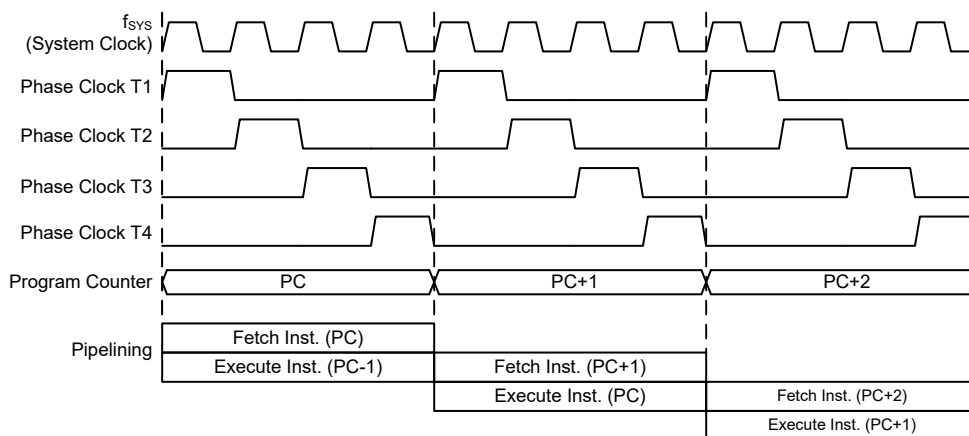 fSYS
(System Clock)
Phase Clock T1
Phase Clock T2
Phase Clock T3
Phase Clock T4
Program Counter PC PC+1 PC+2
Pipelining
Fetch Inst. (PC)
Execute Inst. (PC-1) Fetch Inst. (PC+1)
Execute Inst. (PC) Fetch Inst. (PC+2)
Execute Inst. (PC+1)